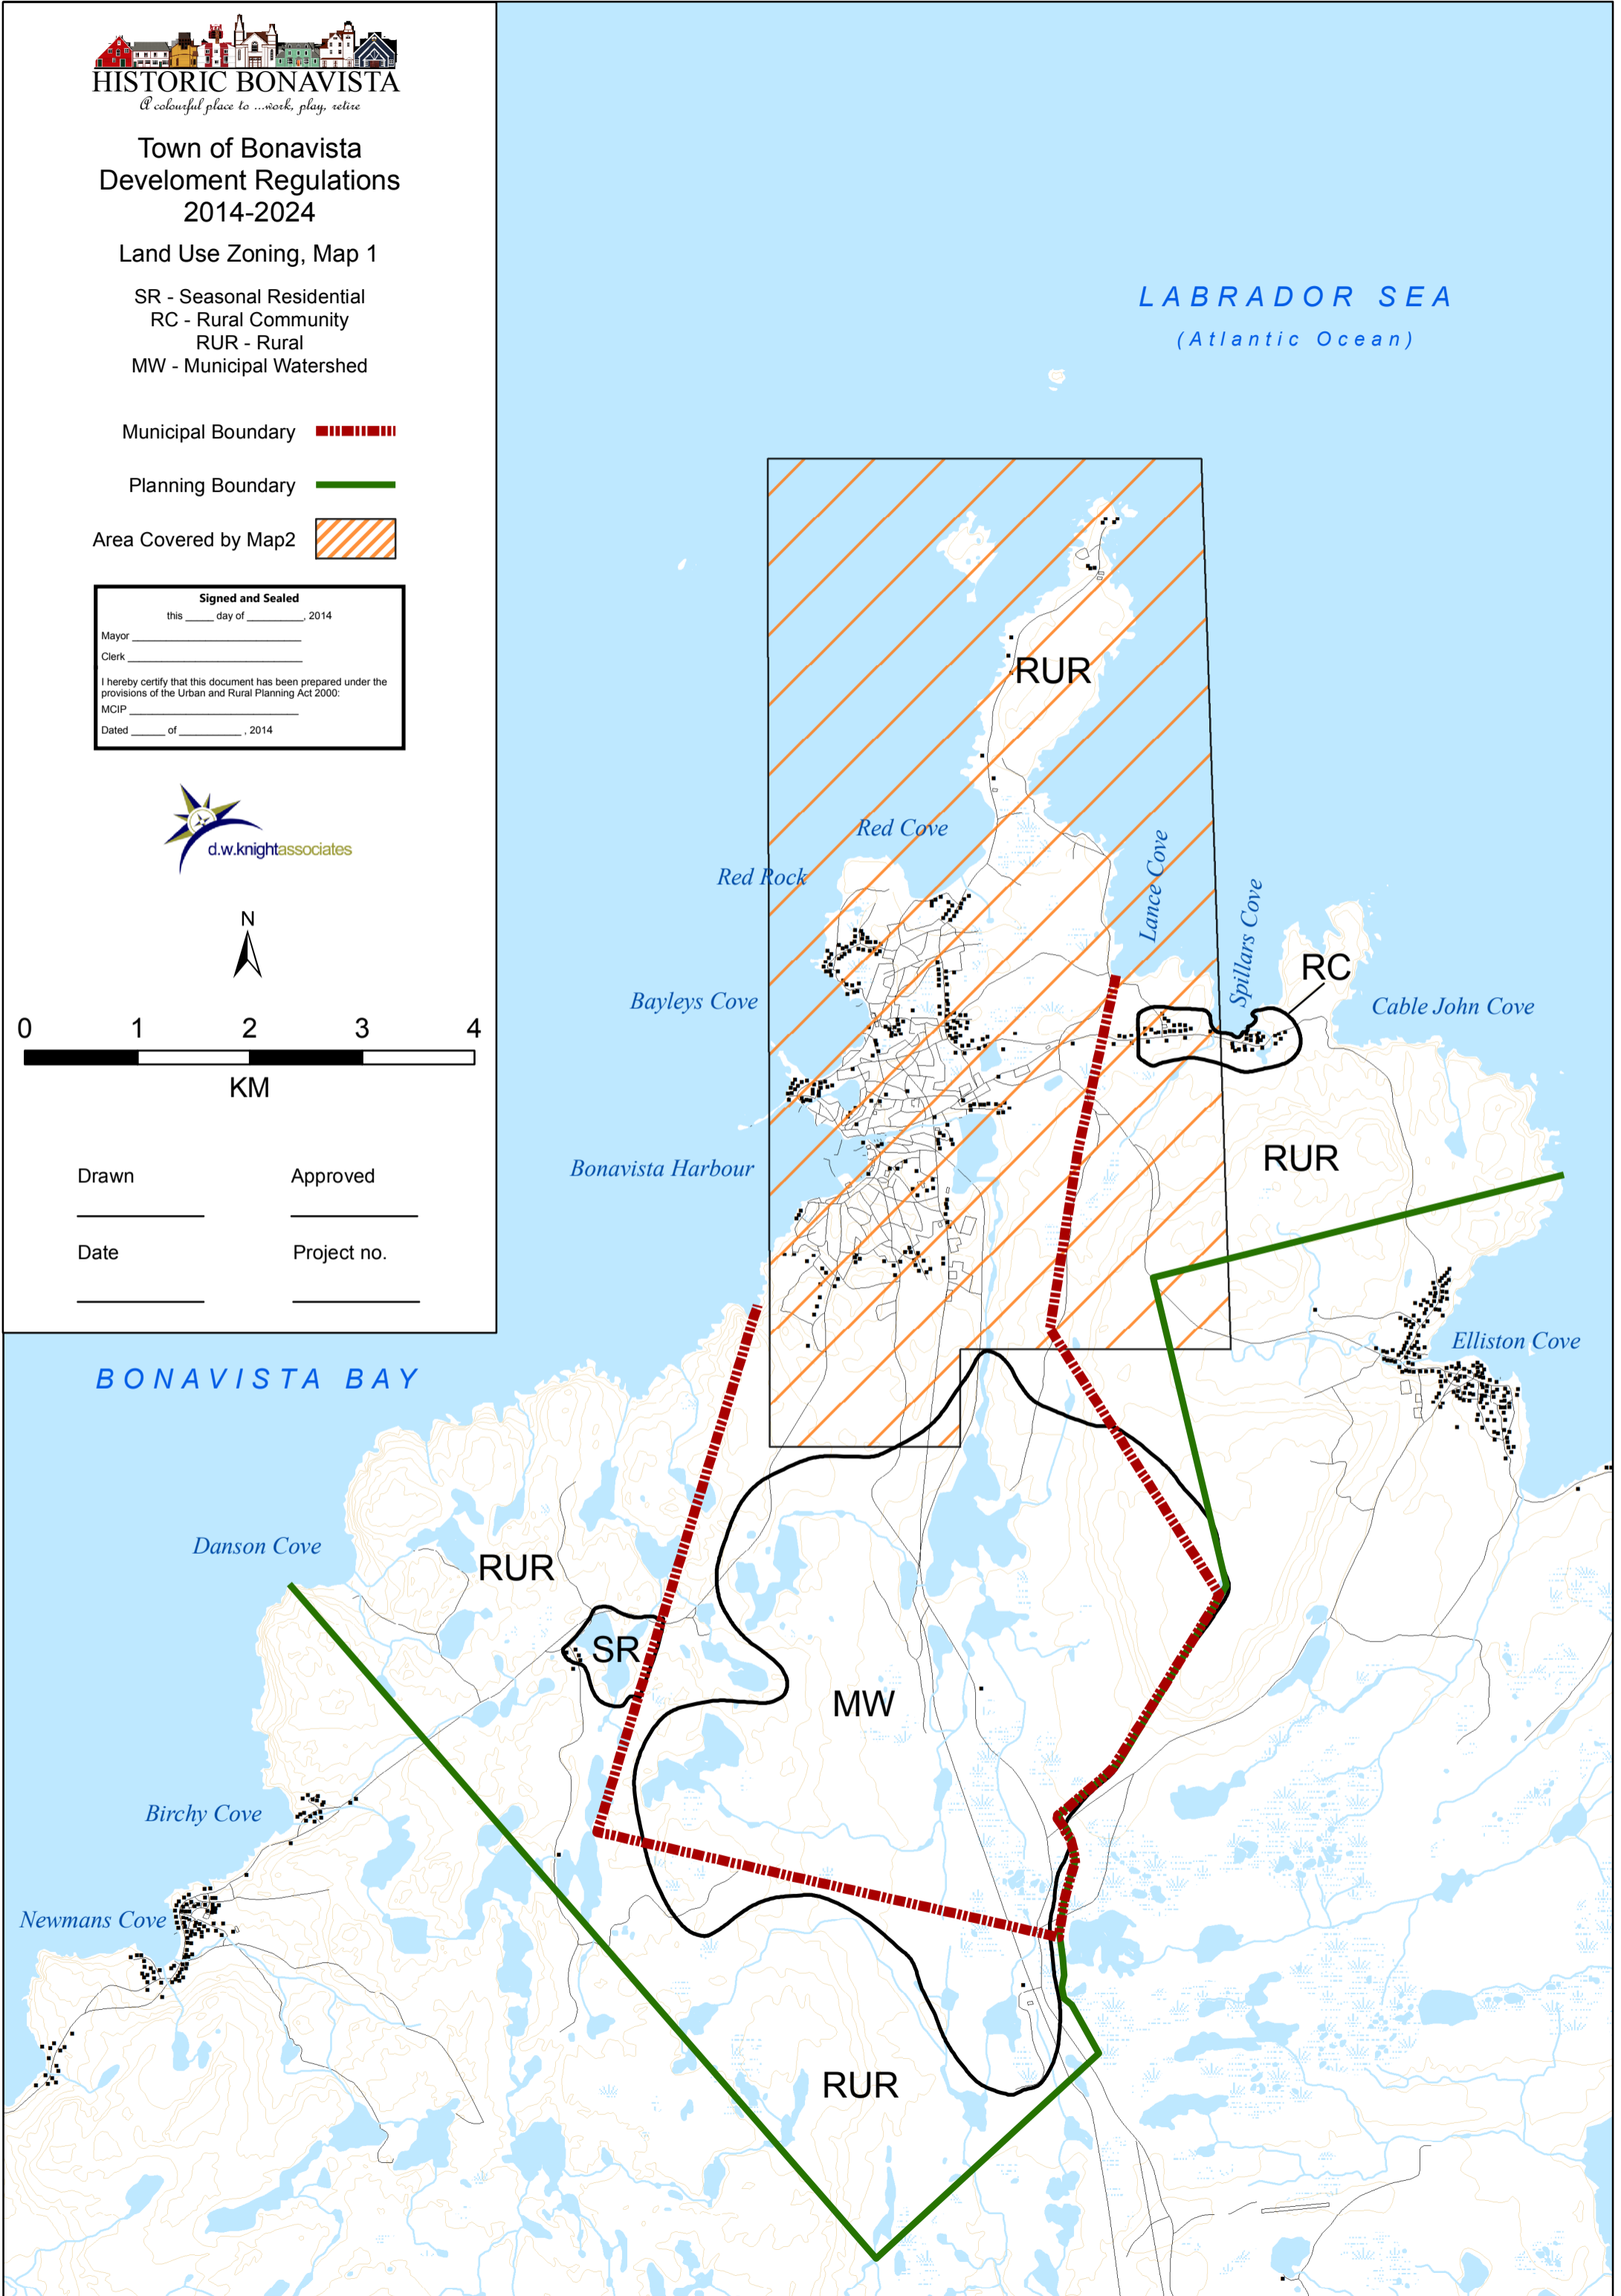 HISTORIC BONAVISTA
A colourful place to ...work, play, retire
Town of Bonavista
Develoment Regulations
2014-2024
Land Use Zoning, Map 1
SR - Seasonal Residential
RC - Rural Community
RUR - Rural
MW - Municipal Watershed
Municipal Boundary
Planning Boundary
Area Covered by Map2
Signed and Sealed
this _____ day of __________, 2014
Mayor ______________________________
Clerk _______________________________
I hereby certify that this document has been prepared under the
provisions of the Urban and Rural Planning Act 2000:
MCIP ______________________________
Dated ______ of ___________ , 2014
d.w.knightassociates
N
0 1 2 3 4
KM
Drawn Approved
Date Project no.
LABRADOR SEA
(Atlantic Ocean)
RUR
Red Cove
Red Rock
Lance Cove
Spillars Cove
RC
Bayleys Cove
Cable John Cove
Bonavista Harbour
RUR
Elliston Cove
BONAVISTA BAY
Danson Cove
RUR
SR
MW
Birchy Cove
Newmans Cove
RUR